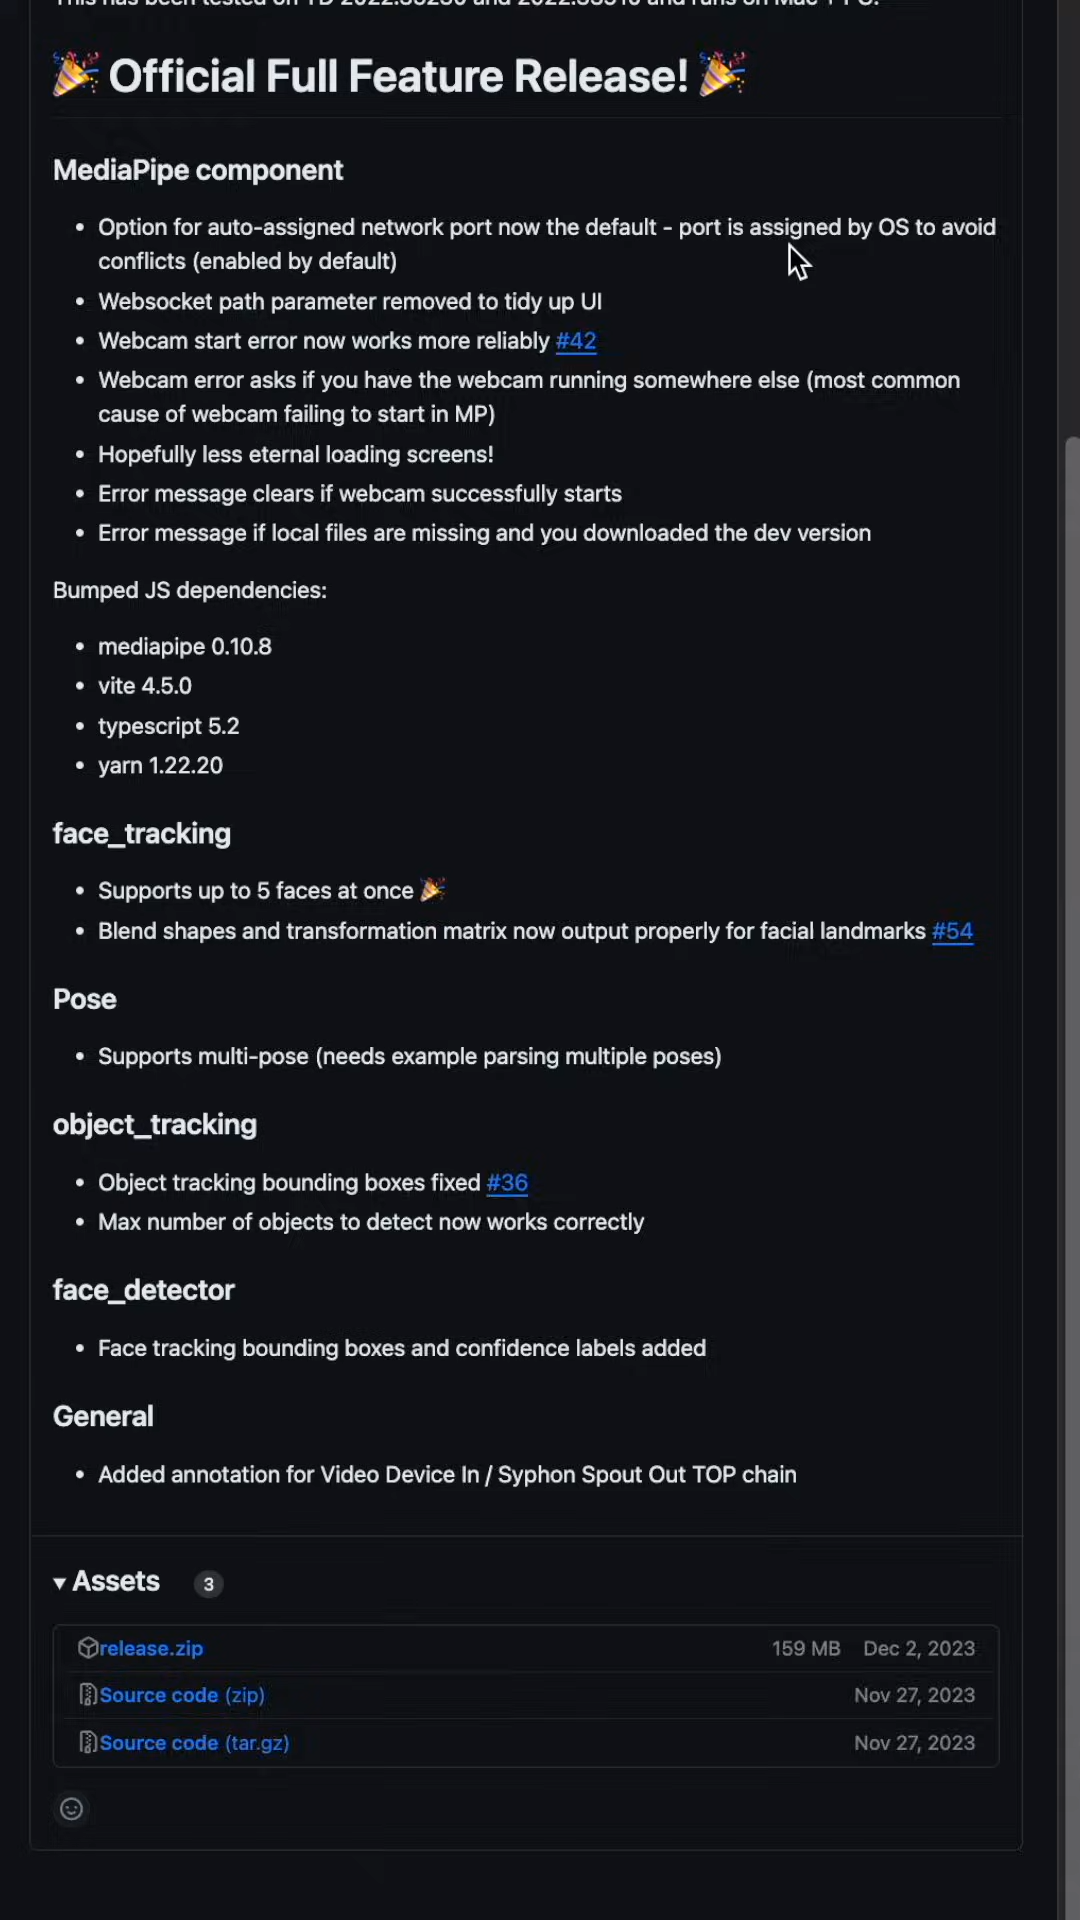 🎉 Official Full Feature Release! 🎉
MediaPipe component
• Option for auto-assigned network port now the default - port is assigned by OS to avoid
conflicts (enabled by default)
• Websocket path parameter removed to tidy up UI
• Webcam start error now works more reliably #42
• Webcam error asks if you have the webcam running somewhere else (most common
cause of webcam failing to start in MP)
• Hopefully less eternal loading screens!
• Error message clears if webcam successfully starts
• Error message if local files are missing and you downloaded the dev version
Bumped JS dependencies:
• mediapipe 0.10.8
• vite 4.5.0
• typescript 5.2
• yarn 1.22.20
face_tracking
• Supports up to 5 faces at once 🎉
• Blend shapes and transformation matrix now output properly for facial landmarks #54
Pose
• Supports multi-pose (needs example parsing multiple poses)
object_tracking
• Object tracking bounding boxes fixed #36
• Max number of objects to detect now works correctly
face_detector
• Face tracking bounding boxes and confidence labels added
General
• Added annotation for Video Device In / Syphon Spout Out TOP chain
▾ Assets 3
release.zip 159 MB Dec 2, 2023
Source code (zip) Nov 27, 2023
Source code (tar.gz) Nov 27, 2023